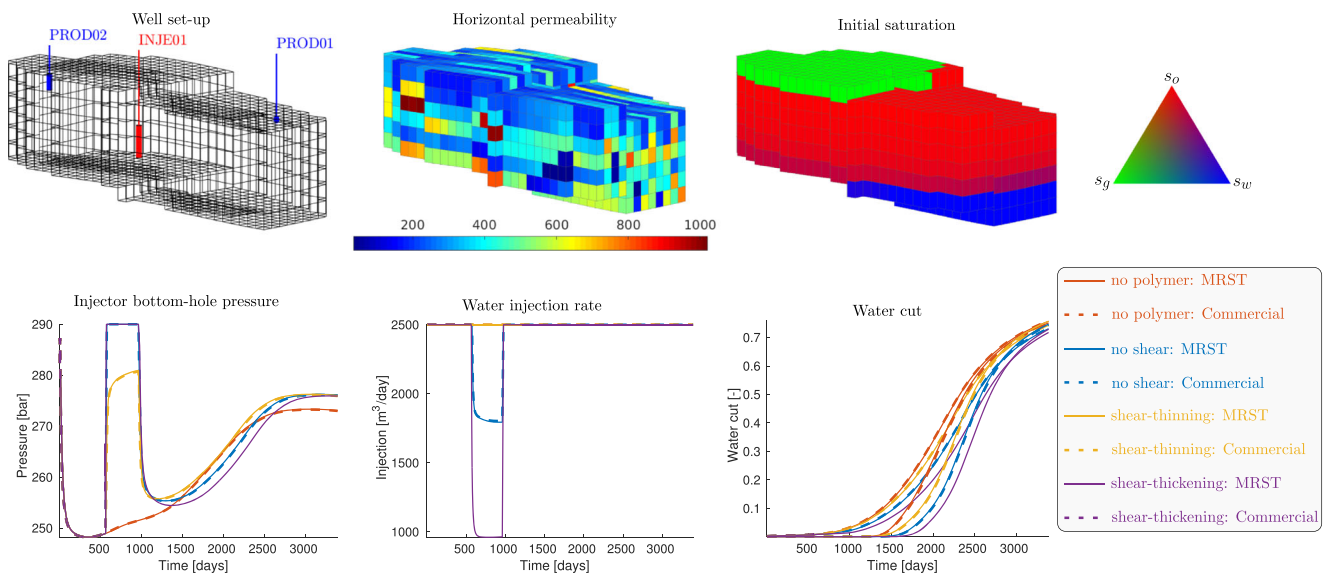 Well set-up
PROD02
INJE01
PROD01
Horizontal permeability
200 400 600 800 1000
Initial saturation
s_o
s_g
s_w
Injector bottom-hole pressure
Pressure [bar]
290
280
270
260
250
500 1000 1500 2000 2500 3000
Time [days]
Water injection rate
Injection [m³/day]
2500
2000
1500
1000
500 1000 1500 2000 2500 3000
Time [days]
Water cut
Water cut [-]
0.7
0.6
0.5
0.4
0.3
0.2
0.1
500 1000 1500 2000 2500 3000
Time [days]
no polymer: MRST
no polymer: Commercial
no shear: MRST
no shear: Commercial
shear-thinning: MRST
shear-thinning: Commercial
shear-thickening: MRST
shear-thickening: Commercial